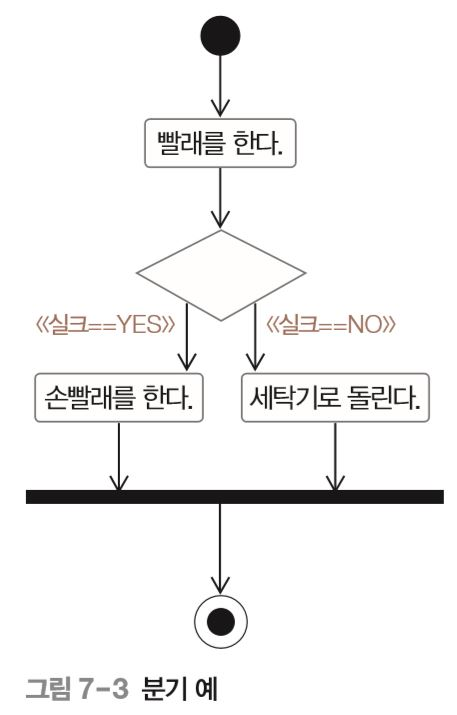 빨래를 한다.
《실크==YES》 《실크==NO》
손빨래를 한다. 세탁기로 돌린다.
그림 7-3 분기 예